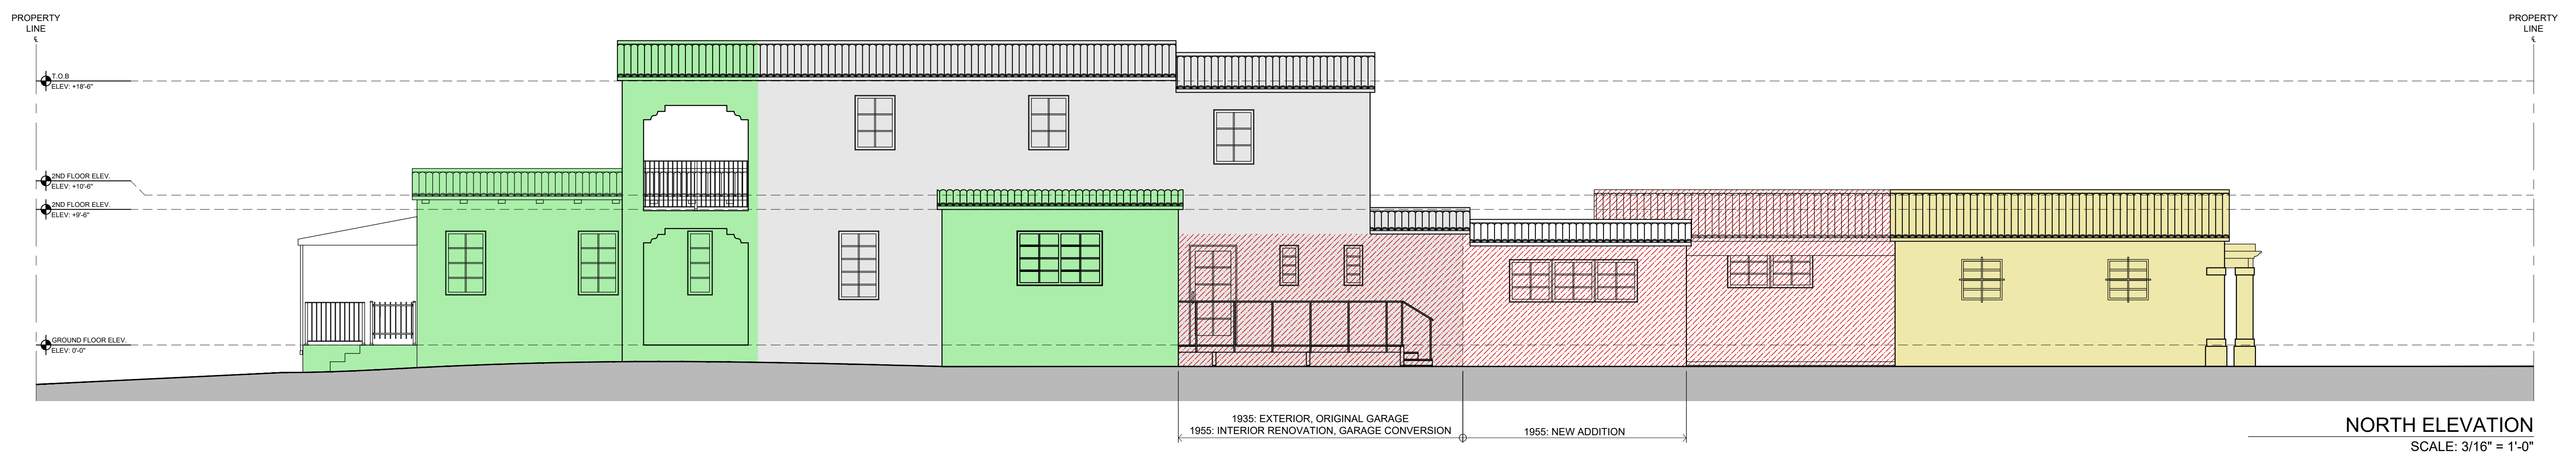 PROPERTY
LINE
℄
PROPERTY
LINE
℄
T.O.B
ELEV: +18'-6"
2ND FLOOR ELEV.
ELEV: +10'-6"
2ND FLOOR ELEV.
ELEV: +9'-6"
GROUND FLOOR ELEV.
ELEV: 0'-0"
1935: EXTERIOR, ORIGINAL GARAGE
1955: INTERIOR RENOVATION, GARAGE CONVERSION
1955: NEW ADDITION
NORTH ELEVATION
SCALE: 3/16" = 1'-0"